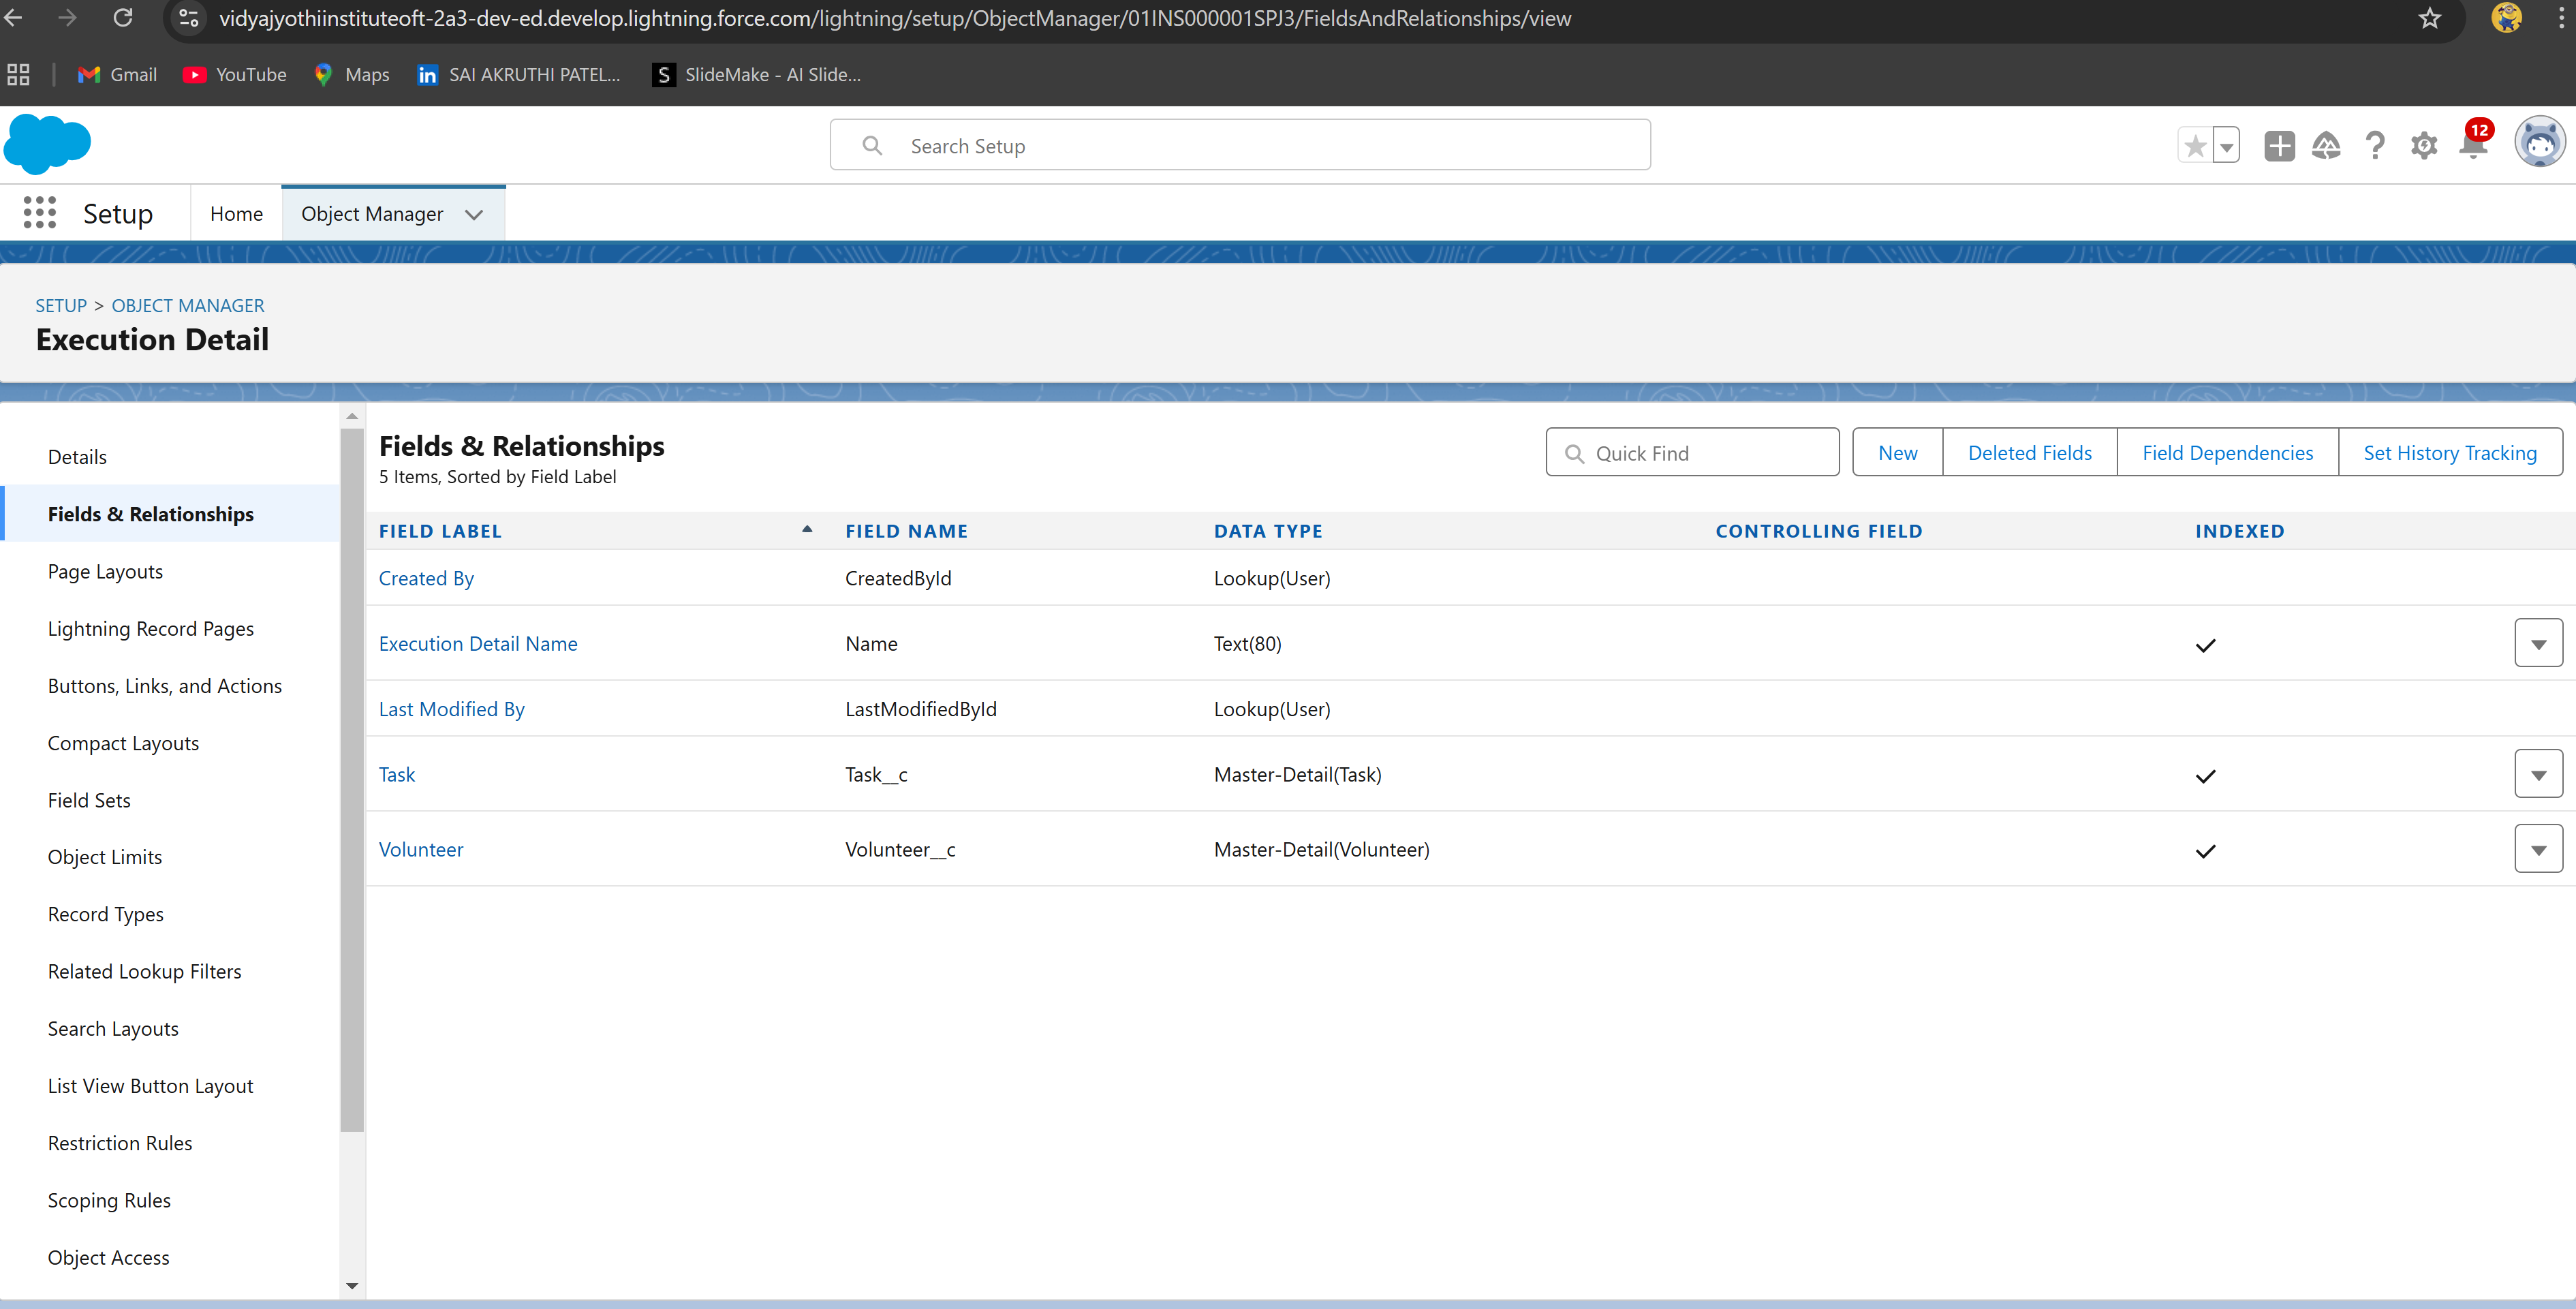 vidyajyothiinstituteoft-2a3-dev-ed.develop.lightning.force.com/lightning/setup/ObjectManager/01INS000001SPJ3/FieldsAndRelationships/view
Gmail YouTube Maps SAI AKRUTHI PATEL... SlideMake - AI Slide...
Search Setup
12
Setup Home Object Manager
SETUP > OBJECT MANAGER
Execution Detail
Details
Fields & Relationships
Page Layouts
Lightning Record Pages
Buttons, Links, and Actions
Compact Layouts
Field Sets
Object Limits
Record Types
Related Lookup Filters
Search Layouts
List View Button Layout
Restriction Rules
Scoping Rules
Object Access
Fields & Relationships
5 Items, Sorted by Field Label
Quick Find New Deleted Fields Field Dependencies Set History Tracking
FIELD LABEL FIELD NAME DATA TYPE CONTROLLING FIELD INDEXED
Created By CreatedById Lookup(User)
Execution Detail Name Name Text(80)
Last Modified By LastModifiedById Lookup(User)
Task Task__c Master-Detail(Task)
Volunteer Volunteer__c Master-Detail(Volunteer)